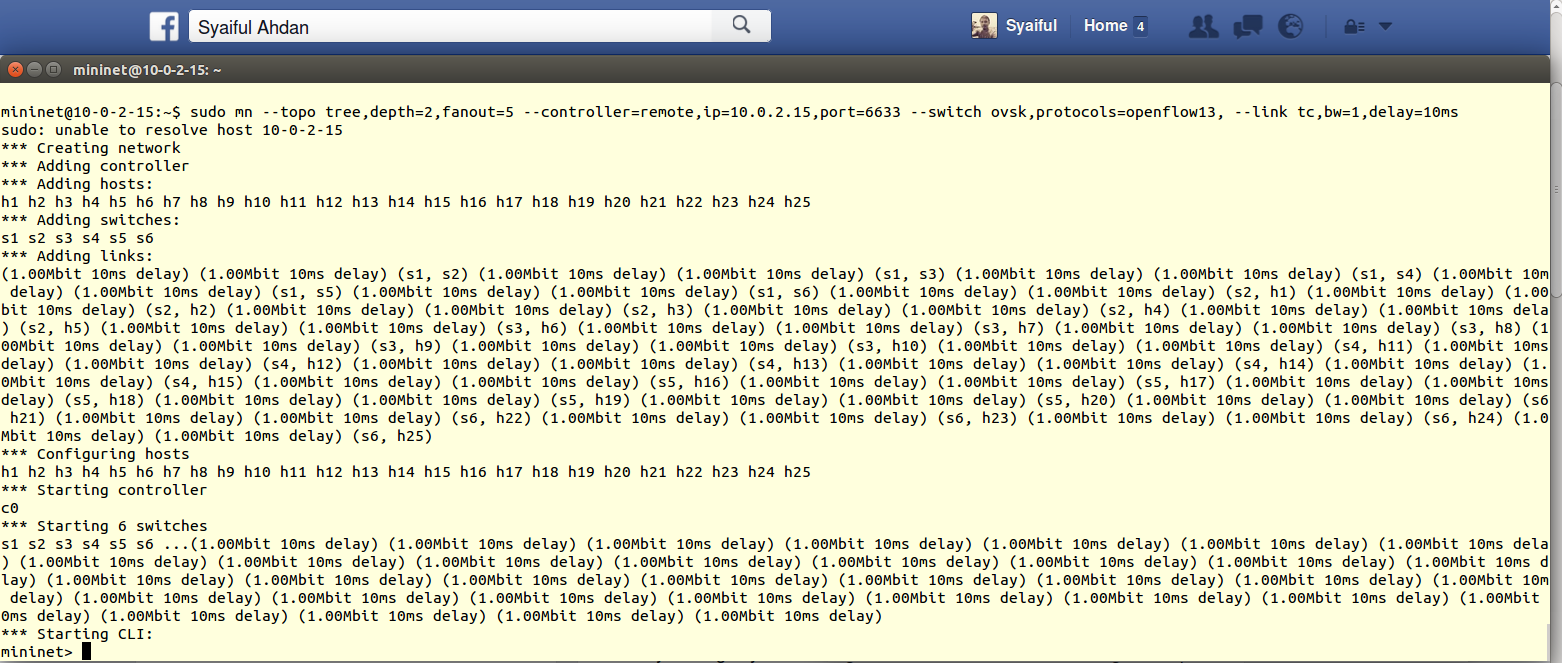 f Syaiful Ahdan Syaiful Home 4
mininet@10-0-2-15: ~
mininet@10-0-2-15:~$ sudo mn --topo tree,depth=2,fanout=5 --controller=remote,ip=10.0.2.15,port=6633 --switch ovsk,protocols=openflow13, --link tc,bw=1,delay=10ms
sudo: unable to resolve host 10-0-2-15
*** Creating network
*** Adding controller
*** Adding hosts:
h1 h2 h3 h4 h5 h6 h7 h8 h9 h10 h11 h12 h13 h14 h15 h16 h17 h18 h19 h20 h21 h22 h23 h24 h25
*** Adding switches:
s1 s2 s3 s4 s5 s6
*** Adding links:
(1.00Mbit 10ms delay) (1.00Mbit 10ms delay) (s1, s2) (1.00Mbit 10ms delay) (1.00Mbit 10ms delay) (s1, s3) (1.00Mbit 10ms delay) (1.00Mbit 10ms delay) (s1, s4) (1.00Mbit 10m
 delay) (1.00Mbit 10ms delay) (s1, s5) (1.00Mbit 10ms delay) (1.00Mbit 10ms delay) (s1, s6) (1.00Mbit 10ms delay) (1.00Mbit 10ms delay) (s2, h1) (1.00Mbit 10ms delay) (1.00
bit 10ms delay) (s2, h2) (1.00Mbit 10ms delay) (1.00Mbit 10ms delay) (s2, h3) (1.00Mbit 10ms delay) (1.00Mbit 10ms delay) (s2, h4) (1.00Mbit 10ms delay) (1.00Mbit 10ms dela
) (s2, h5) (1.00Mbit 10ms delay) (1.00Mbit 10ms delay) (s3, h6) (1.00Mbit 10ms delay) (1.00Mbit 10ms delay) (s3, h7) (1.00Mbit 10ms delay) (1.00Mbit 10ms delay) (s3, h8) (1
00Mbit 10ms delay) (1.00Mbit 10ms delay) (s3, h9) (1.00Mbit 10ms delay) (1.00Mbit 10ms delay) (s3, h10) (1.00Mbit 10ms delay) (1.00Mbit 10ms delay) (s4, h11) (1.00Mbit 10ms
delay) (1.00Mbit 10ms delay) (s4, h12) (1.00Mbit 10ms delay) (1.00Mbit 10ms delay) (s4, h13) (1.00Mbit 10ms delay) (1.00Mbit 10ms delay) (s4, h14) (1.00Mbit 10ms delay) (1.
0Mbit 10ms delay) (s4, h15) (1.00Mbit 10ms delay) (1.00Mbit 10ms delay) (s5, h16) (1.00Mbit 10ms delay) (1.00Mbit 10ms delay) (s5, h17) (1.00Mbit 10ms delay) (1.00Mbit 10ms
delay) (s5, h18) (1.00Mbit 10ms delay) (1.00Mbit 10ms delay) (s5, h19) (1.00Mbit 10ms delay) (1.00Mbit 10ms delay) (s5, h20) (1.00Mbit 10ms delay) (1.00Mbit 10ms delay) (s6
 h21) (1.00Mbit 10ms delay) (1.00Mbit 10ms delay) (s6, h22) (1.00Mbit 10ms delay) (1.00Mbit 10ms delay) (s6, h23) (1.00Mbit 10ms delay) (1.00Mbit 10ms delay) (s6, h24) (1.0
Mbit 10ms delay) (1.00Mbit 10ms delay) (s6, h25)
*** Configuring hosts
h1 h2 h3 h4 h5 h6 h7 h8 h9 h10 h11 h12 h13 h14 h15 h16 h17 h18 h19 h20 h21 h22 h23 h24 h25
*** Starting controller
c0
*** Starting 6 switches
s1 s2 s3 s4 s5 s6 ...(1.00Mbit 10ms delay) (1.00Mbit 10ms delay) (1.00Mbit 10ms delay) (1.00Mbit 10ms delay) (1.00Mbit 10ms delay) (1.00Mbit 10ms delay) (1.00Mbit 10ms dela
) (1.00Mbit 10ms delay) (1.00Mbit 10ms delay) (1.00Mbit 10ms delay) (1.00Mbit 10ms delay) (1.00Mbit 10ms delay) (1.00Mbit 10ms delay) (1.00Mbit 10ms delay) (1.00Mbit 10ms d
lay) (1.00Mbit 10ms delay) (1.00Mbit 10ms delay) (1.00Mbit 10ms delay) (1.00Mbit 10ms delay) (1.00Mbit 10ms delay) (1.00Mbit 10ms delay) (1.00Mbit 10ms delay) (1.00Mbit 10m
 delay) (1.00Mbit 10ms delay) (1.00Mbit 10ms delay) (1.00Mbit 10ms delay) (1.00Mbit 10ms delay) (1.00Mbit 10ms delay) (1.00Mbit 10ms delay) (1.00Mbit 10ms delay) (1.00Mbit 
0ms delay) (1.00Mbit 10ms delay) (1.00Mbit 10ms delay) (1.00Mbit 10ms delay) (1.00Mbit 10ms delay)
*** Starting CLI:
mininet>